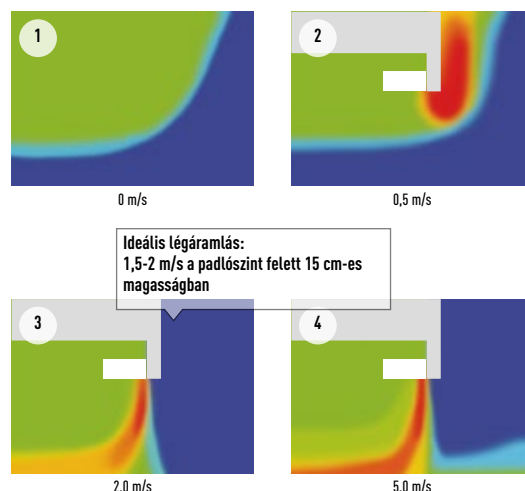 1
2
0 m/s
0,5 m/s
Ideális légáramlás:
1,5-2 m/s a padlószint felett 15 cm-es
magasságban
3
4
2,0 m/s
5,0 m/s